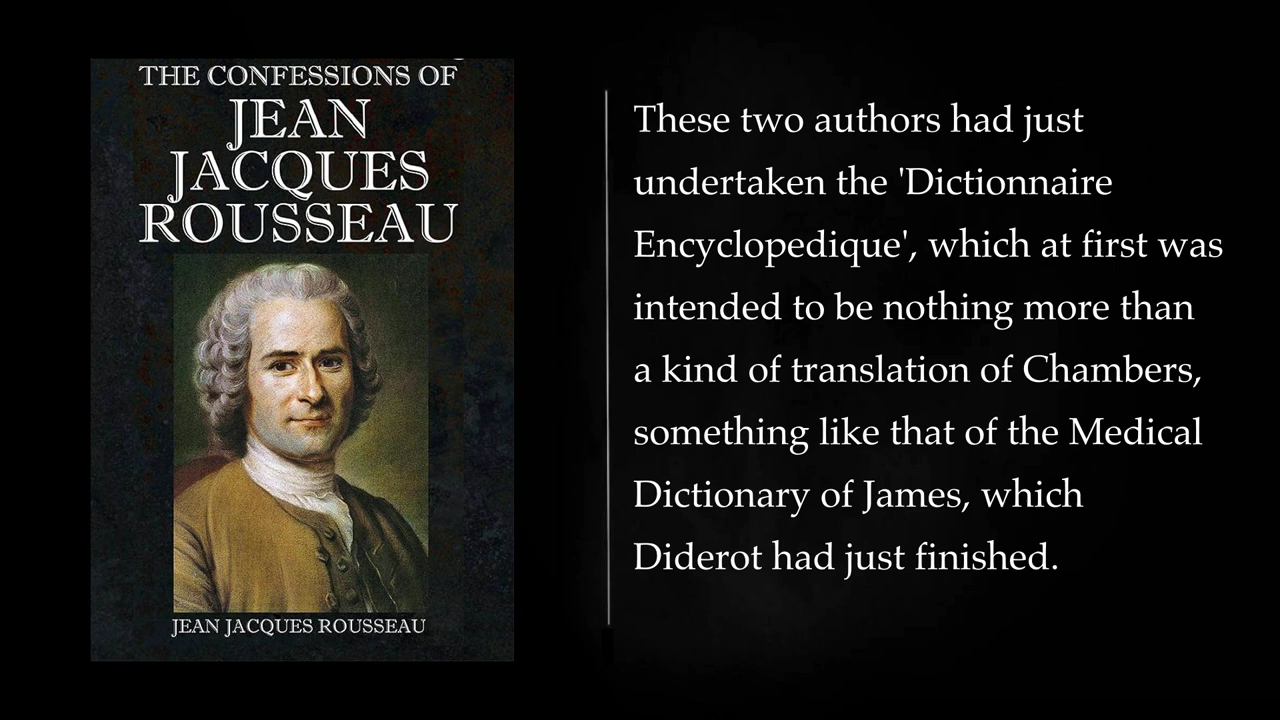 THE CONFESSIONS OF
JEAN
JACQUES
ROUSSEAU
JEAN JACQUES ROUSSEAU
These two authors had just
undertaken the 'Dictionnaire
Encyclopedique', which at first was
intended to be nothing more than
a kind of translation of Chambers,
something like that of the Medical
Dictionary of James, which
Diderot had just finished.